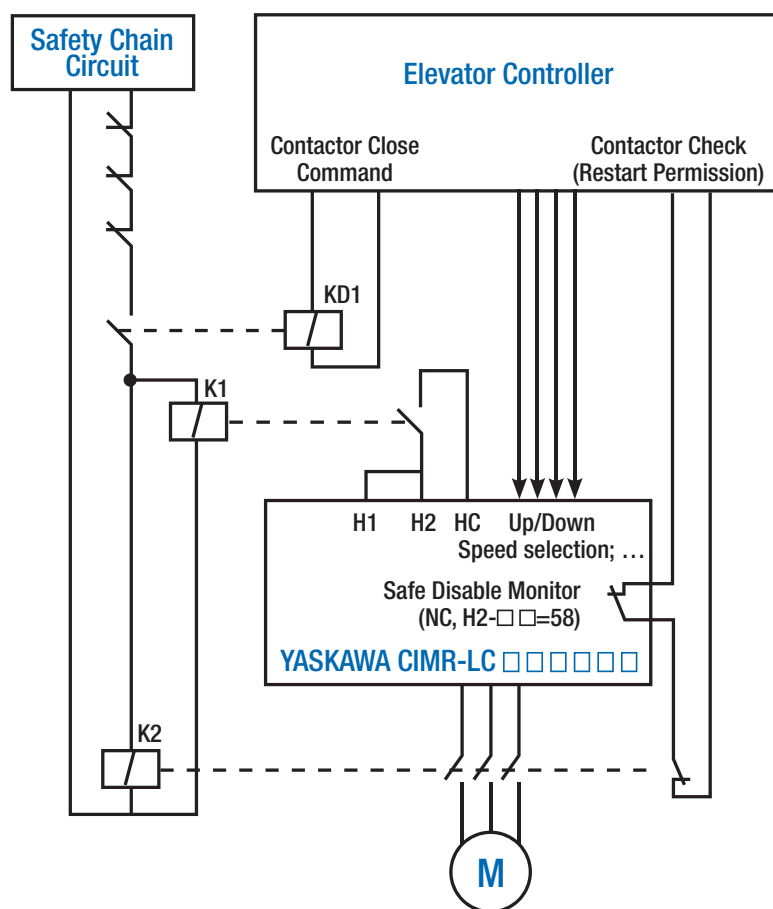 Safety Chain
Circuit
Elevator Controller
Contactor Close
Command
Contactor Check
(Restart Permission)
KD1
K1
H1 H2 HC Up/Down
Speed selection; …
Safe Disable Monitor
(NC, H2-□□=58)
YASKAWA CIMR-LC □□□□□□
K2
M